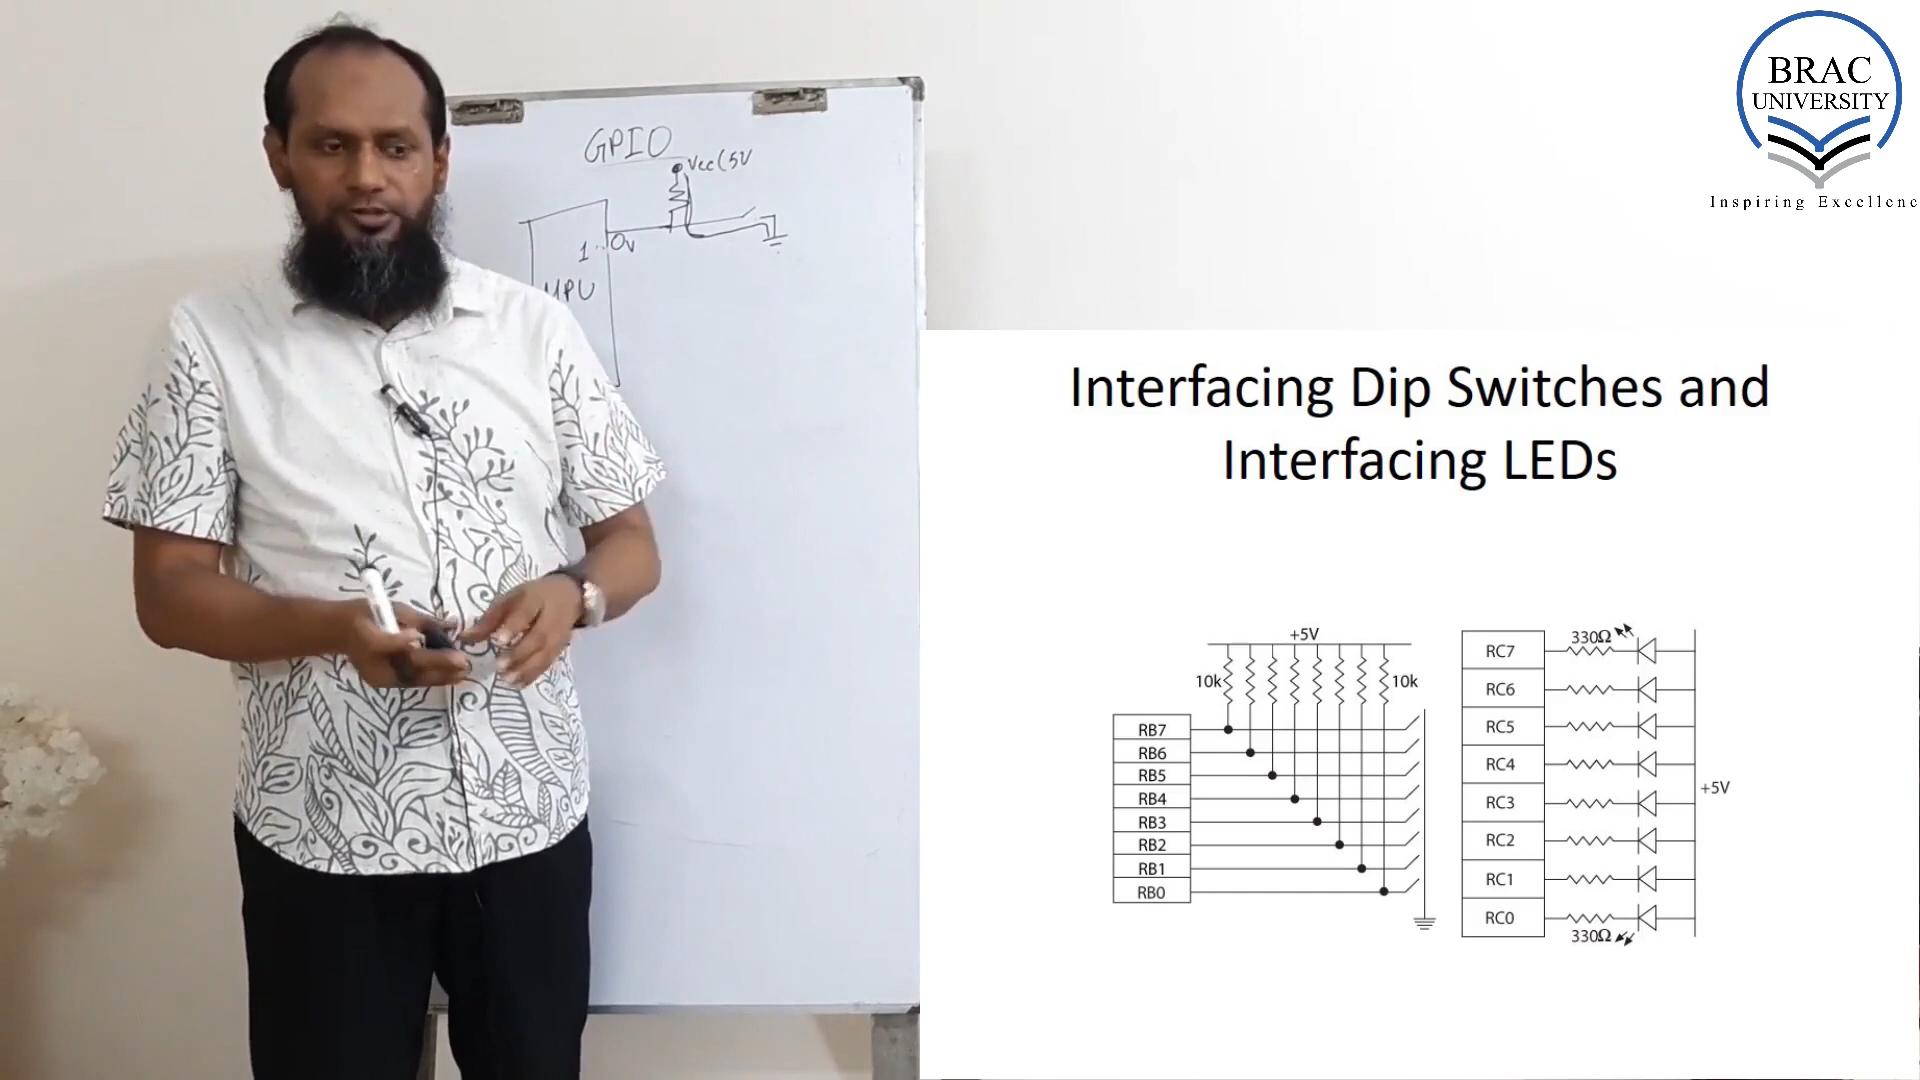 BRAC
UNIVERSITY
Inspiring Excellenc
GPIO
Vcc(5V
1
0v
MPU
Interfacing Dip Switches and
Interfacing LEDs
+5V
10k
10k
RB7
RB6
RB5
RB4
RB3
RB2
RB1
RB0
330Ω
RC7
RC6
RC5
RC4
RC3
+5V
RC2
RC1
RC0
330Ω